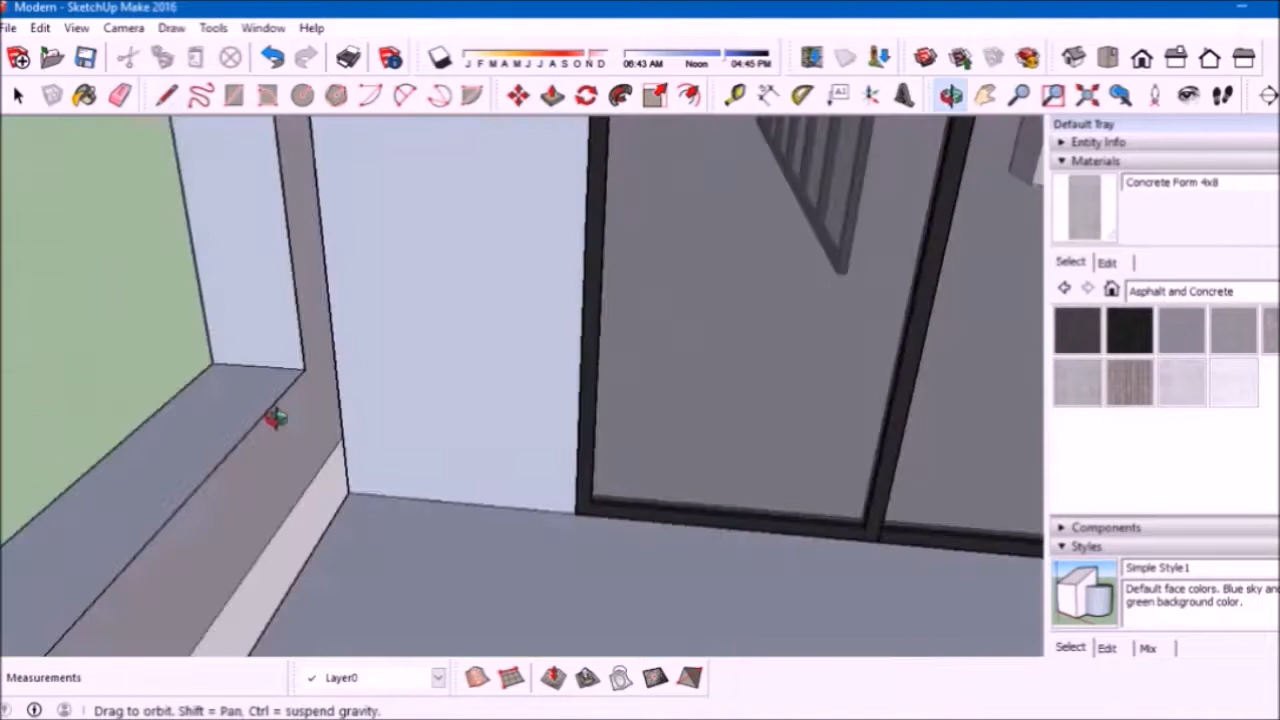 Modern - SketchUp Make 2016
File Edit View Camera Draw Tools Window Help
J F M A M J J A S O N D
06:43 AM Noon 04:45 PM
A1
Default Tray
Entity Info
Materials
Concrete Form 4x8
Select Edit
Asphalt and Concrete
Components
Styles
Simple Style1
Default face colors. Blue sky and
green background color.
Select Edit Mix
Measurements
Layer0
Drag to orbit. Shift = Pan, Ctrl = suspend gravity.